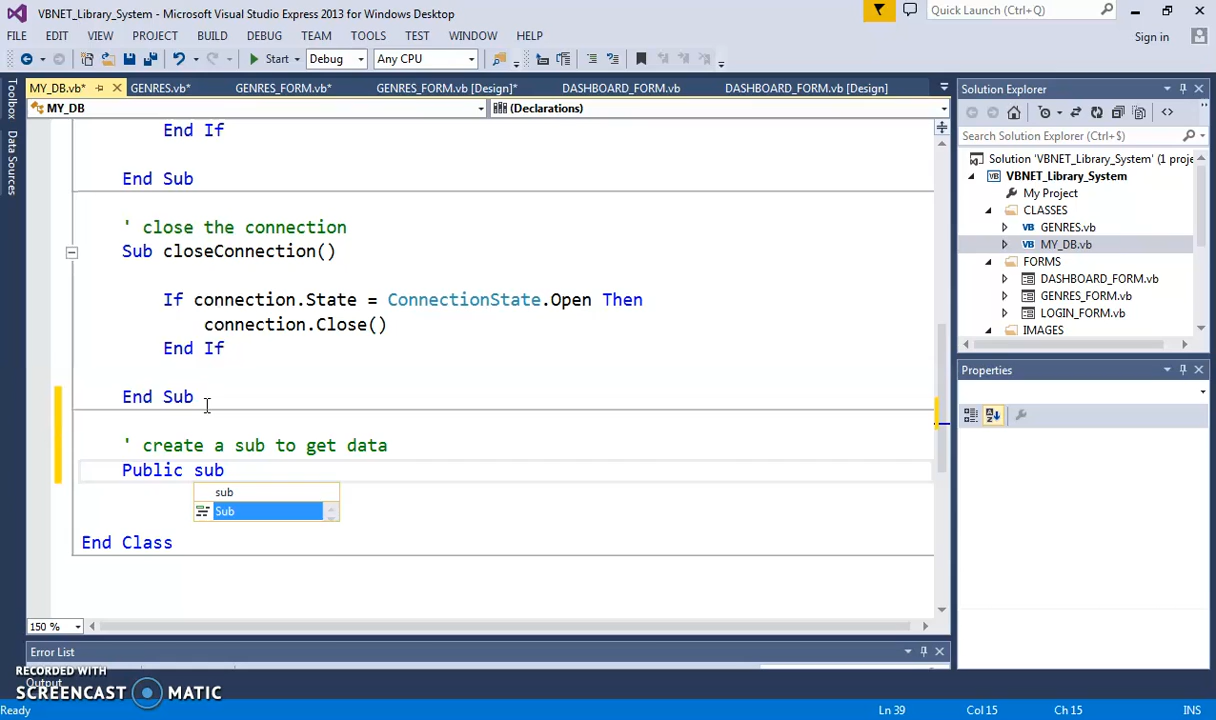 VBNET_Library_System - Microsoft Visual Studio Express 2013 for Windows Desktop
Quick Launch (Ctrl+Q)
FILE EDIT VIEW PROJECT BUILD DEBUG TEAM TOOLS TEST WINDOW HELP
Sign in
Start Debug Any CPU
Toolbox
Data Sources
MY_DB.vb* GENRES.vb* GENRES_FORM.vb* GENRES_FORM.vb [Design]* DASHBOARD_FORM.vb DASHBOARD_FORM.vb [Design]
MY_DB (Declarations)
End If
End Sub
' close the connection
Sub closeConnection()
If connection.State = ConnectionState.Open Then
connection.Close()
End If
End Sub
' create a sub to get data
Public sub
sub
Sub
End Class
150 %
Error List
Output
RECORDED WITH
SCREENCAST MATIC
Ready Ln 39 Col 15 Ch 15 INS
Solution Explorer
Search Solution Explorer (Ctrl+$)
Solution 'VBNET_Library_System' (1 proje
VBNET_Library_System
My Project
CLASSES
GENRES.vb
MY_DB.vb
FORMS
DASHBOARD_FORM.vb
GENRES_FORM.vb
LOGIN_FORM.vb
IMAGES
Properties